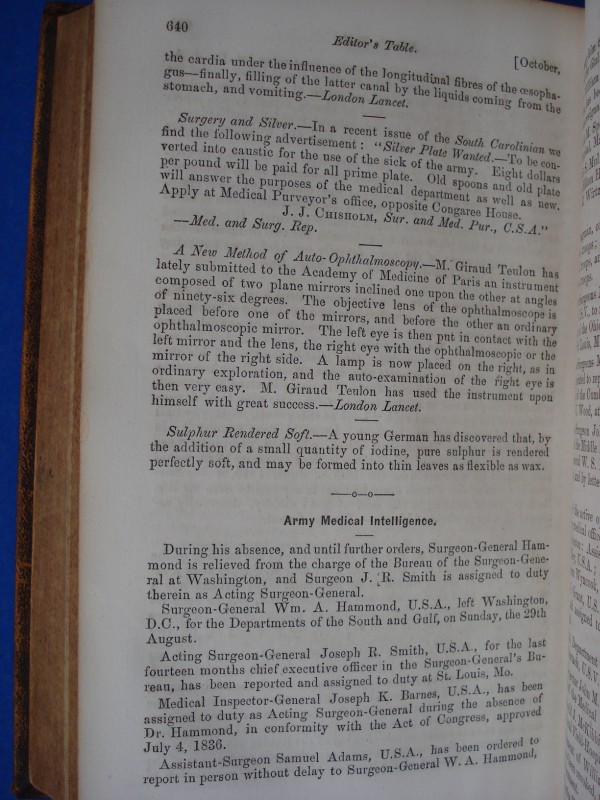 640
Editor's Table.
[October,
the cardia under the influence of the longitudinal fibres of the œsopha-
gus—finally, filling of the latter canal by the liquids coming from the
stomach, and vomiting.—London Lancet.
Surgery and Silver.—In a recent issue of the South Carolinian we
find the following advertisement: "Silver Plate Wanted.—To be con-
verted into caustic for the use of the sick of the army. Eight dollars
per pound will be paid for all prime plate. Old spoons and old plate
will answer the purposes of the medical department as well as new.
Apply at Medical Purveyor's office, opposite Congaree House.
J. J. CHISHOLM, Sur. and Med. Pur., C.S.A."
—Med. and Surg. Rep.
A New Method of Auto-Ophthalmoscopy.—M. Giraud Teulon has
lately submitted to the Academy of Medicine of Paris an instrument
composed of two plane mirrors inclined one upon the other at angles
of ninety-six degrees. The objective lens of the ophthalmoscope is
placed before one of the mirrors, and before the other an ordinary
ophthalmoscopic mirror. The left eye is then put in contact with the
left mirror and the lens, the right eye with the ophthalmoscopic or the
mirror of the right side. A lamp is now placed on the right, as in
ordinary exploration, and the auto-examination of the right eye is
then very easy. M. Giraud Teulon has used the instrument upon
himself with great success.—London Lancet.
Sulphur Rendered Soft.—A young German has discovered that, by
the addition of a small quantity of iodine, pure sulphur is rendered
perfectly soft, and may be formed into thin leaves as flexible as wax.
Army Medical Intelligence.
During his absence, and until further orders, Surgeon-General Ham-
mond is relieved from the charge of the Bureau of the Surgeon-Gene-
ral at Washington, and Surgeon J. R. Smith is assigned to duty
therein as Acting Surgeon-General.
Surgeon-General Wm. A. Hammond, U.S.A., left Washington,
D.C., for the Departments of the South and Gulf, on Sunday, the 29th
August.
Acting Surgeon-General Joseph R. Smith, U.S.A., for the last
fourteen months chief executive officer in the Surgeon-General's Bu-
reau, has been reported and assigned to duty at St. Louis, Mo.
Medical Inspector-General Joseph K. Barnes, U.S.A., has been
assigned to duty as Acting Surgeon-General during the absence of
Dr. Hammond, in conformity with the Act of Congress, approved
July 4, 1836.
Assistant-Surgeon Samuel Adams, U.S.A., has been ordered to
report in person without delay to Surgeon-General W. A. Hammond,